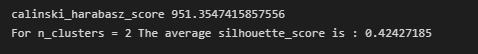 calinski_harabasz_score 951.3547415857556
For n_clusters = 2 The average silhouette_score is : 0.42427185